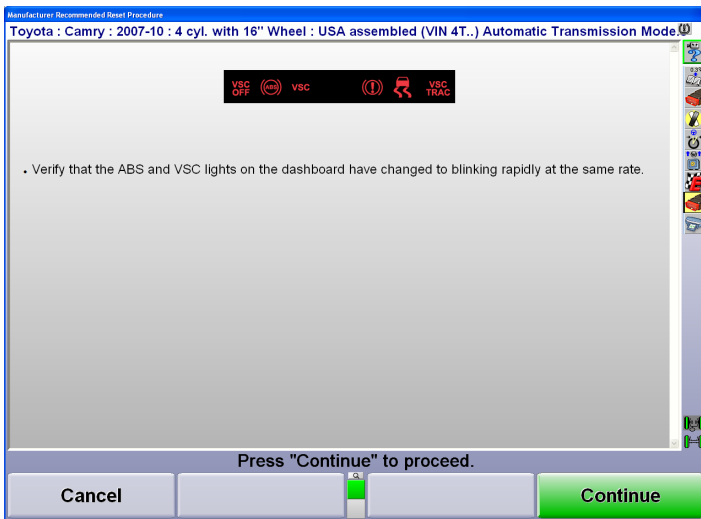 Manufacturer Recommended Reset Procedure
Toyota : Camry : 2007-10 : 4 cyl. with 16" Wheel : USA assembled (VIN 4T..) Automatic Transmission Mode
VSC OFF (ABS) VSC (!) VSC TRAC
. Verify that the ABS and VSC lights on the dashboard have changed to blinking rapidly at the same rate.
Press "Continue" to proceed.
Cancel
Continue